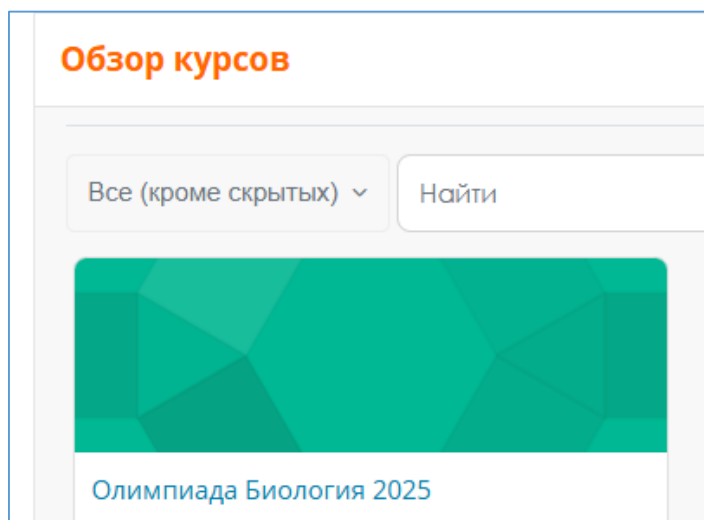 Обзор курсов
Все (кроме скрытых)
Найти
Олимпиада Биология 2025